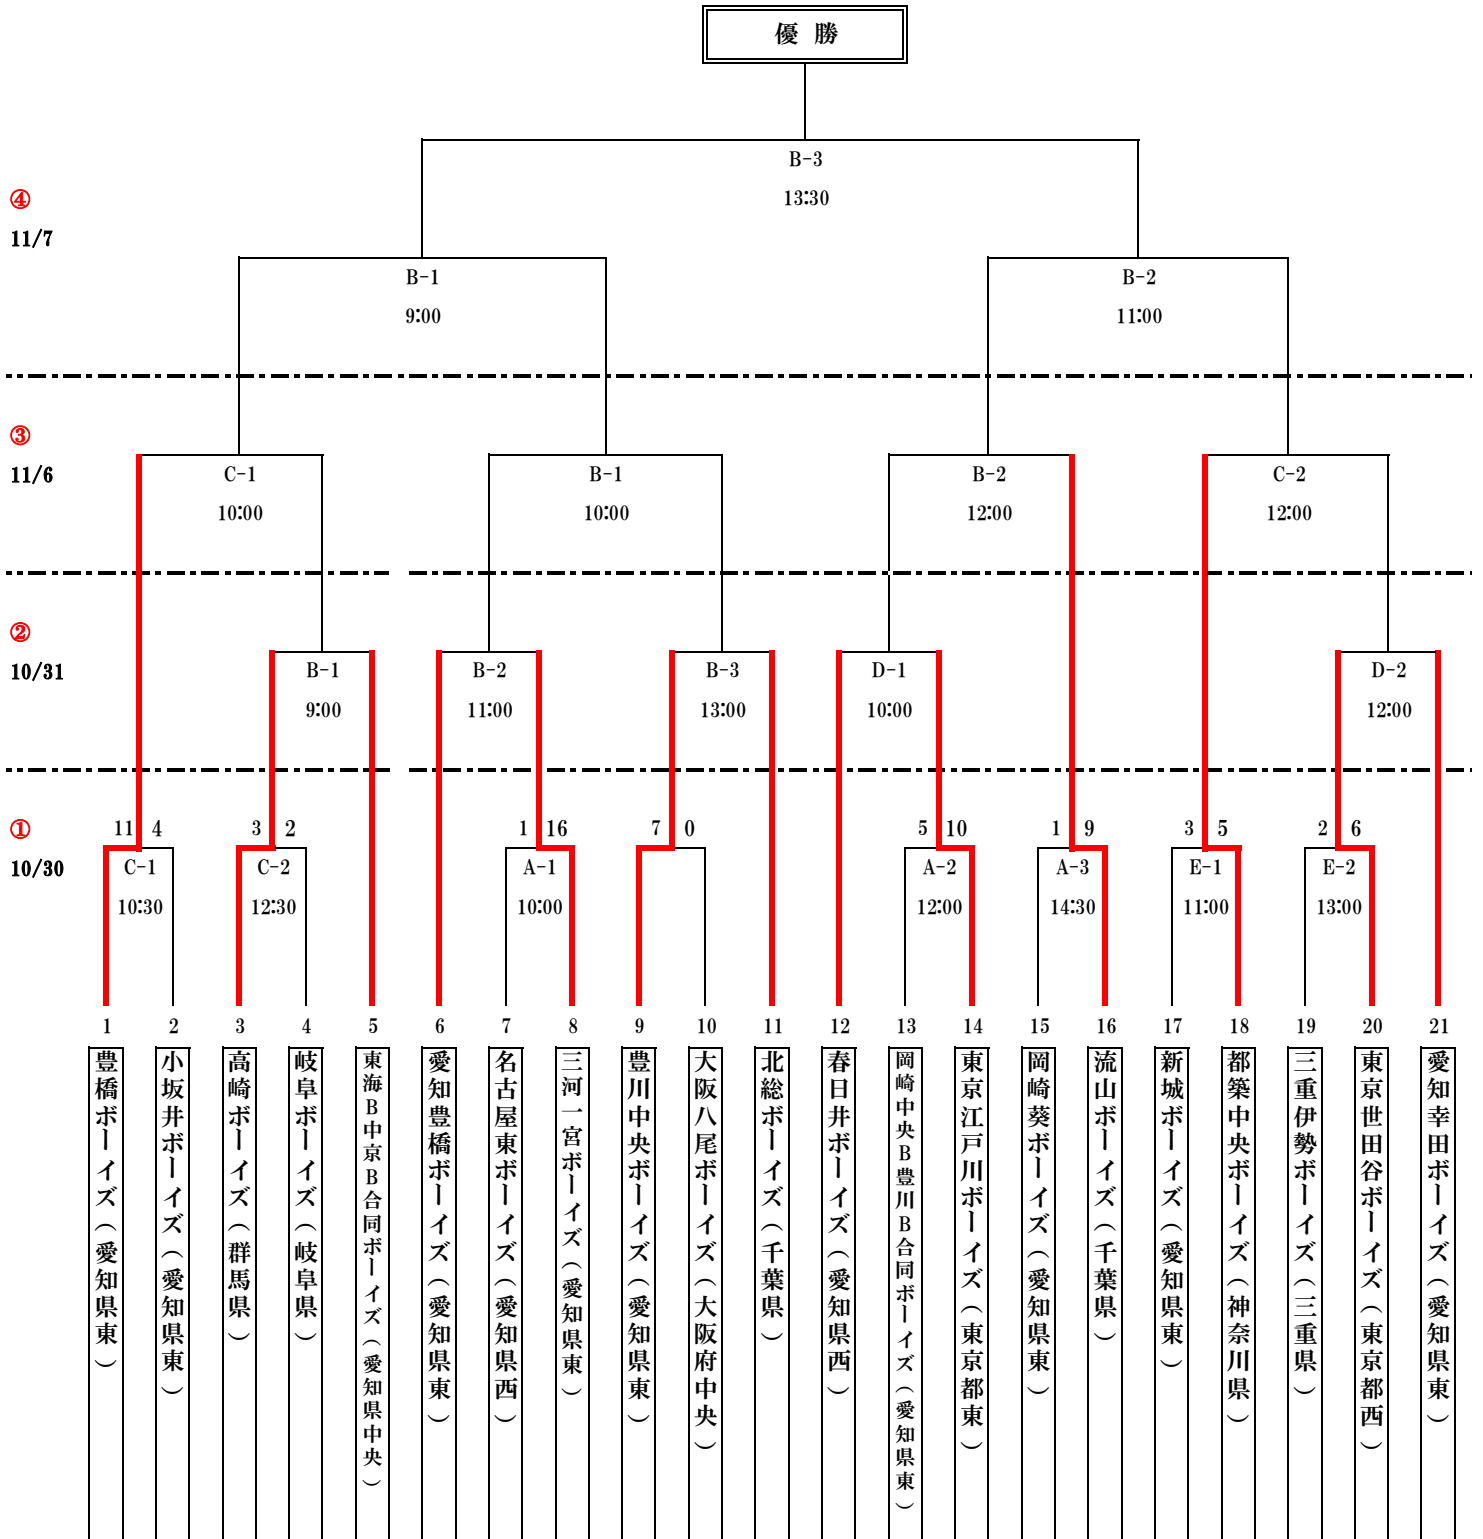 優 勝
B-3
13:30
④
11/7
B-1
B-2
9:00
11:00
③
11/6
C-1
B-1
B-2
C-2
10:00
10:00
12:00
12:00
②
10/31
B-1
B-2
B-3
D-1
D-2
9:00
11:00
13:00
10:00
12:00
①
11 4
3 2
1 16
7 0
5 10
1 9
3 5
2 6
10/30
C-1
C-2
A-1
A-2
A-3
E-1
E-2
10:30
12:30
10:00
12:00
14:30
11:00
13:00
1
2
3
4
5
6
7
8
9
10
11
12
13
14
15
16
17
18
19
20
21
豊橋ボーイズ(愛知県東)
小坂井ボーイズ(愛知県東)
高崎ボーイズ(群馬県)
岐阜ボーイズ(岐阜県)
東海B中京B合同ボーイズ(愛知県中央)
愛知豊橋ボーイズ(愛知県東)
名古屋東ボーイズ(愛知県西)
三河一宮ボーイズ(愛知県東)
豊川中央ボーイズ(愛知県東)
大阪八尾ボーイズ(大阪府中央)
北総ボーイズ(千葉県)
春日井ボーイズ(愛知県西)
岡崎中央B豊川B合同ボーイズ(愛知県東)
東京江戸川ボーイズ(東京都東)
岡崎葵ボーイズ(愛知県東)
流山ボーイズ(千葉県)
新城ボーイズ(愛知県東)
都築中央ボーイズ(神奈川県)
三重伊勢ボーイズ(三重県)
東京世田谷ボーイズ(東京都西)
愛知幸田ボーイズ(愛知県東)